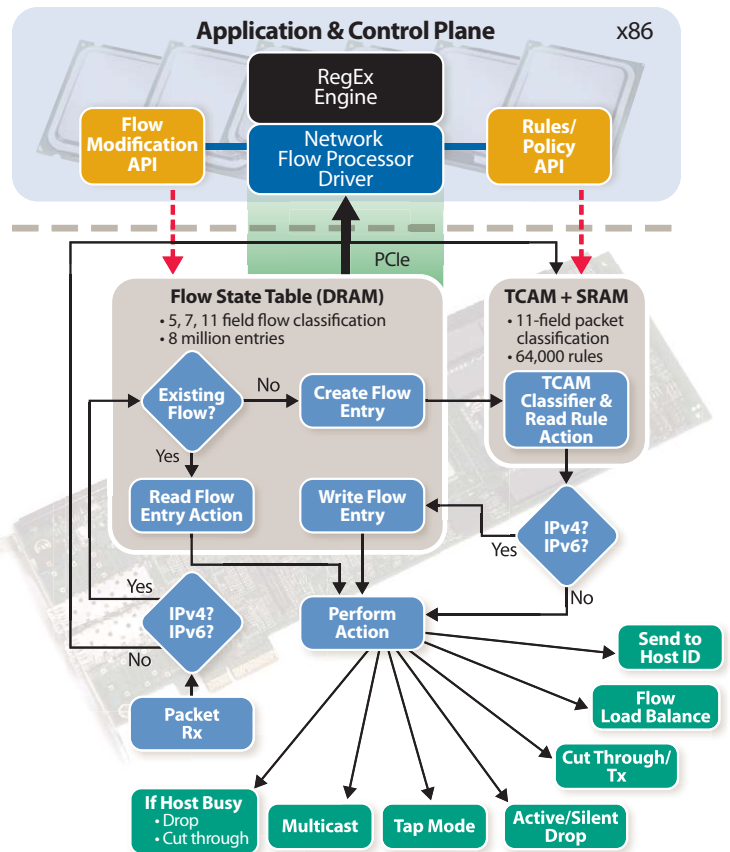 Application & Control Plane
x86
RegEx
Engine
Flow
Modification
API
Network
Flow Processor
Driver
Rules/
Policy
API
PCIe
Flow State Table (DRAM)
• 5, 7, 11 field flow classification
• 8 million entries
TCAM + SRAM
• 11-field packet
classification
• 64,000 rules
Existing
Flow?
No
Create Flow
Entry
TCAM
Classifier &
Read Rule
Action
Yes
Read Flow
Entry Action
Write Flow
Entry
IPv4?
IPv6?
Yes
No
Yes
IPv4?
IPv6?
No
Perform
Action
Packet
Rx
Send to
Host ID
Flow
Load Balance
Cut Through/
Tx
If Host Busy
• Drop
• Cut through
Multicast
Tap Mode
Active/Silent
Drop